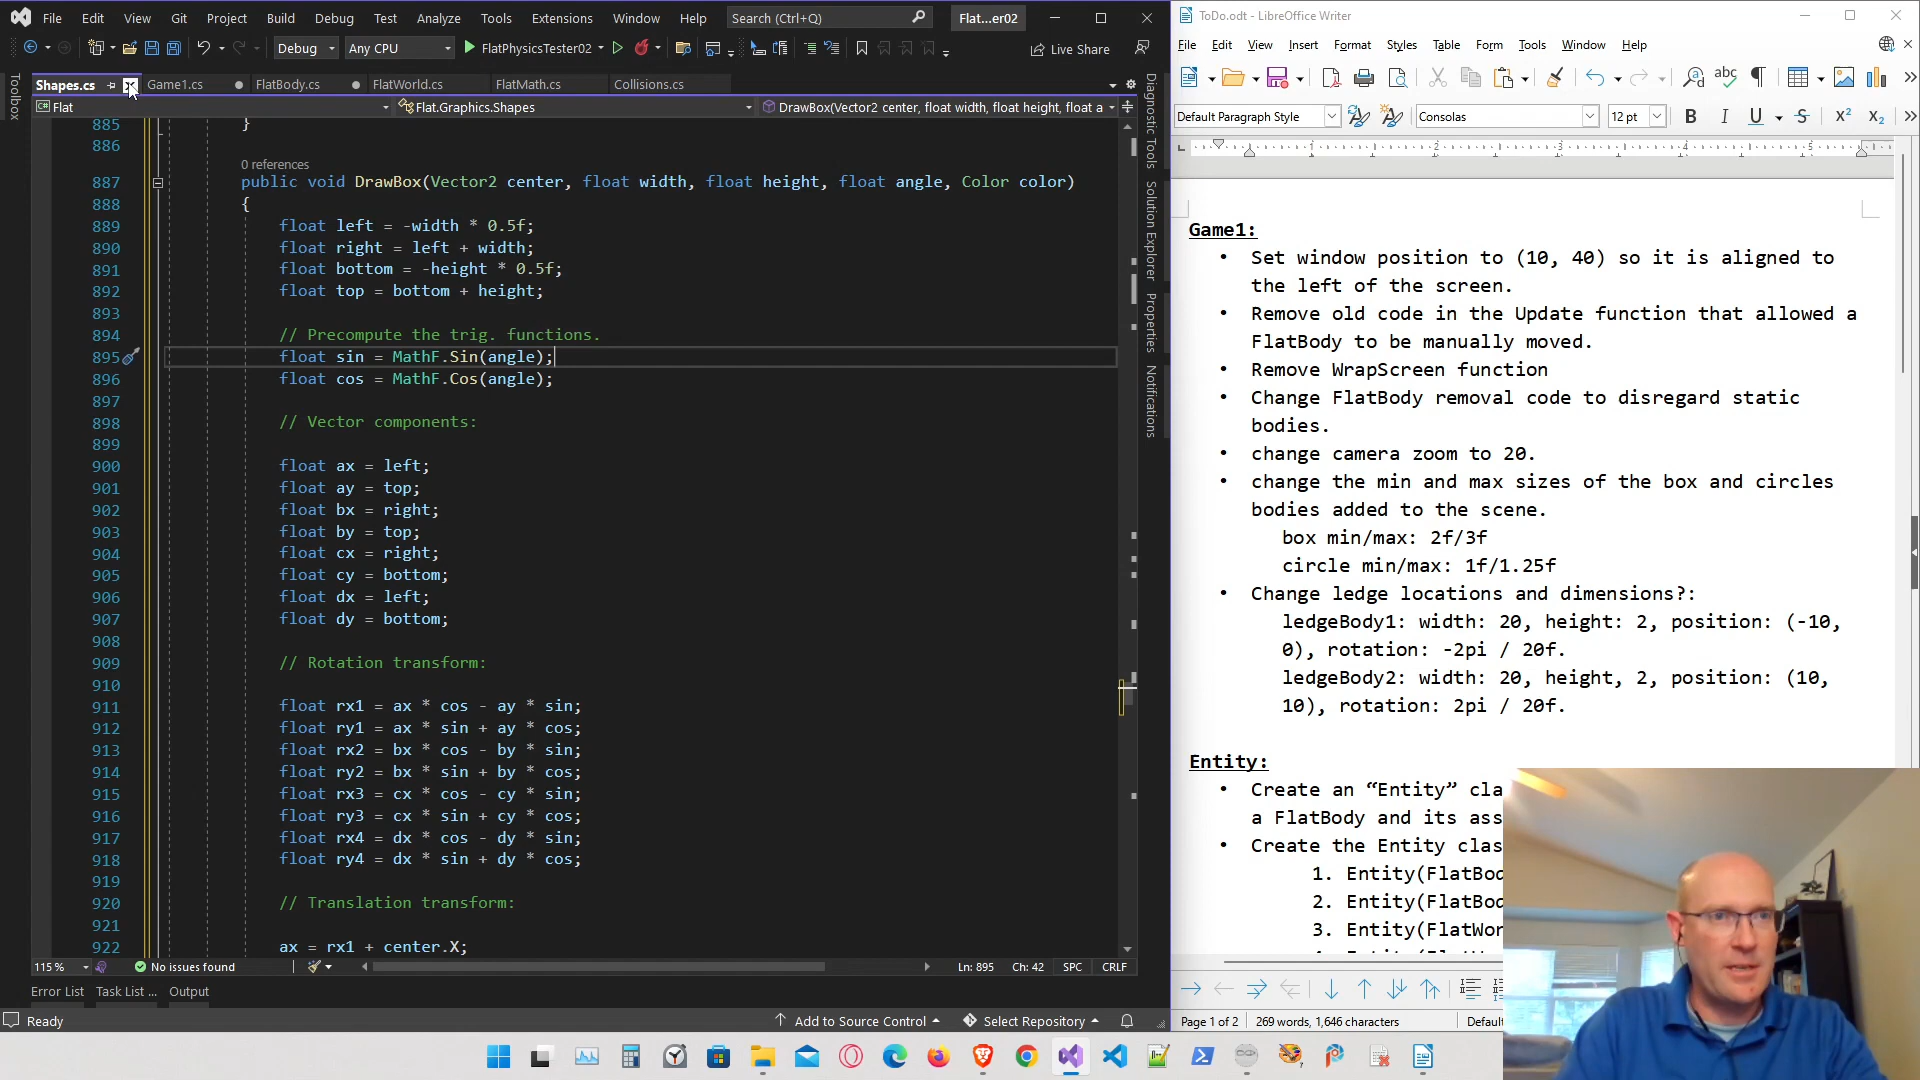 File Edit View Git Project Build Debug Test Analyze Tools Extensions Window Help Search (Ctrl+Q) Flat...er02
Debug Any CPU FlatPhysicsTester02 Live Share
Shapes.cs Game1.cs FlatBody.cs FlatWorld.cs FlatMath.cs Collisions.cs
Flat Flat.Graphics.Shapes DrawBox(Vector2 center, float width, float height, float a
Toolbox
885 }
886
0 references
887 public void DrawBox(Vector2 center, float width, float height, float angle, Color color)
888 {
889 float left = -width * 0.5f;
890 float right = left + width;
891 float bottom = -height * 0.5f;
892 float top = bottom + height;
893
894 // Precompute the trig. functions.
895 float sin = MathF.Sin(angle);
896 float cos = MathF.Cos(angle);
897
898 // Vector components:
899
900 float ax = left;
901 float ay = top;
902 float bx = right;
903 float by = top;
904 float cx = right;
905 float cy = bottom;
906 float dx = left;
907 float dy = bottom;
908
909 // Rotation transform:
910
911 float rx1 = ax * cos - ay * sin;
912 float ry1 = ax * sin + ay * cos;
913 float rx2 = bx * cos - by * sin;
914 float ry2 = bx * sin + by * cos;
915 float rx3 = cx * cos - cy * sin;
916 float ry3 = cx * sin + cy * cos;
917 float rx4 = dx * cos - dy * sin;
918 float ry4 = dx * sin + dy * cos;
919
920 // Translation transform:
921
922 ax = rx1 + center.X;
115 % No issues found Ln: 895 Ch: 42 SPC CRLF
Error List Task List ... Output
Ready Add to Source Control Select Repository
Diagnostic Tools
Solution Explorer
Properties
Notifications
ToDo.odt - LibreOffice Writer
File Edit View Insert Format Styles Table Form Tools Window Help
Default Paragraph Style Consolas 12 pt B I U S X² X₂
1 2 3 4 5
Game1:
• Set window position to (10, 40) so it is aligned to
the left of the screen.
• Remove old code in the Update function that allowed a
FlatBody to be manually moved.
• Remove WrapScreen function
• Change FlatBody removal code to disregard static
bodies.
• change camera zoom to 20.
• change the min and max sizes of the box and circles
bodies added to the scene.
box min/max: 2f/3f
circle min/max: 1f/1.25f
• Change ledge locations and dimensions?:
ledgeBody1: width: 20, height: 2, position: (-10,
0), rotation: -2pi / 20f.
ledgeBody2: width: 20, height, 2, position: (10,
10), rotation: 2pi / 20f.
Entity:
• Create an “Entity” cla
a FlatBody and its ass
• Create the Entity clas
1. Entity(FlatBod
2. Entity(FlatBod
3. Entity(FlatWor
Page 1 of 2 269 words, 1,646 characters Defaul